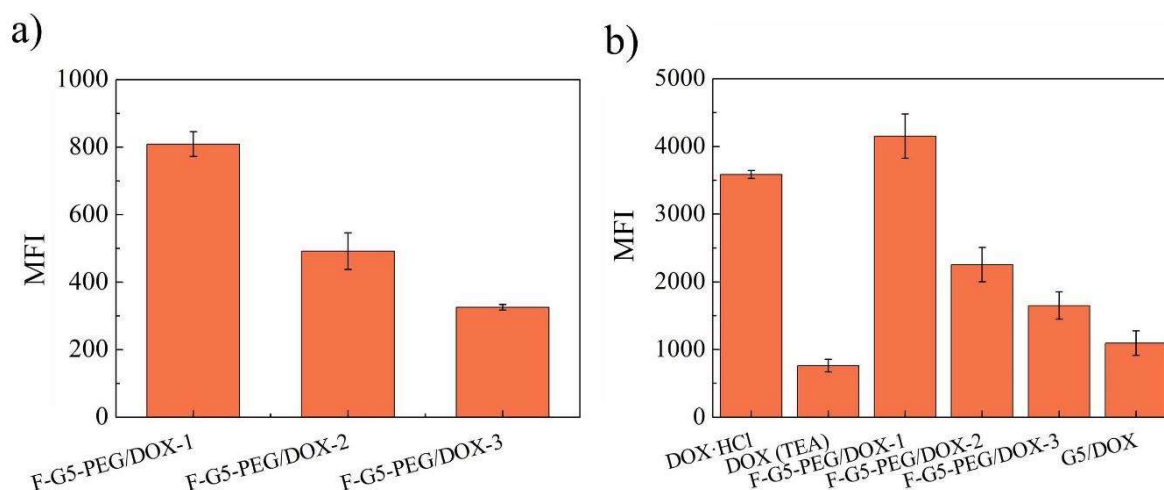 a)
1000
800
600
400
200
0
MFI
F-G5-PEG/DOX-1
F-G5-PEG/DOX-2
F-G5-PEG/DOX-3
b)
5000
4000
3000
2000
1000
0
MFI
DOX·HCl
DOX (TEA)
F-G5-PEG/DOX-1
F-G5-PEG/DOX-2
F-G5-PEG/DOX-3
G5/DOX